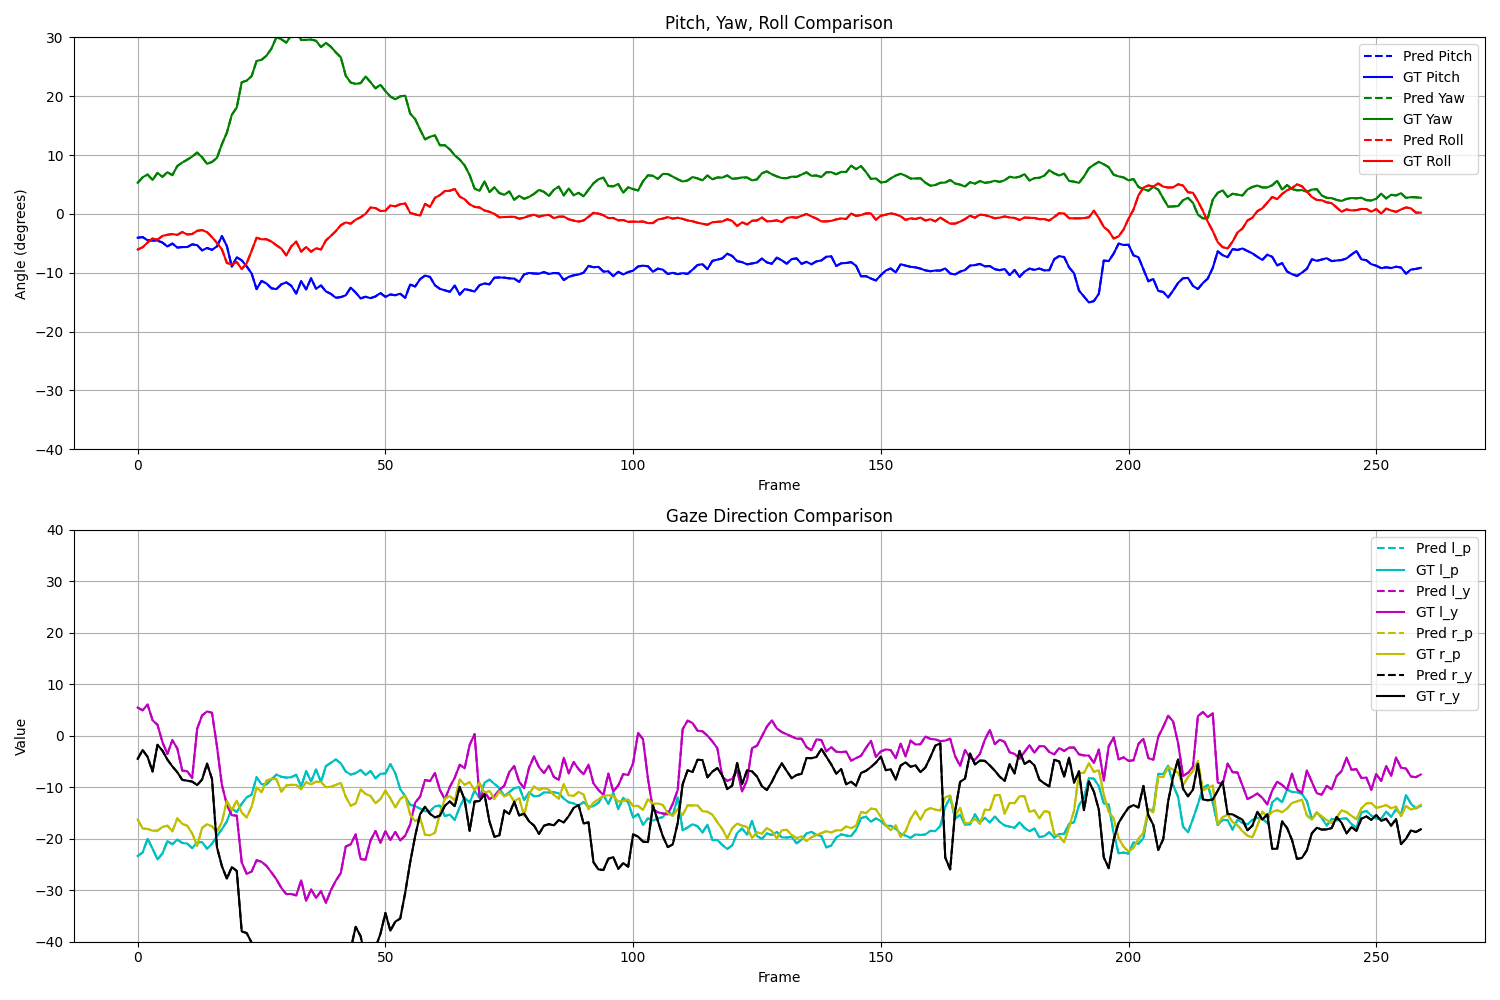 Pitch, Yaw, Roll Comparison
30
20
10
0
−10
−20
−30
−40
Angle (degrees)
Pred Pitch
GT Pitch
Pred Yaw
GT Yaw
Pred Roll
GT Roll
0
50
100
150
200
250
Frame
Gaze Direction Comparison
40
30
20
10
0
−10
−20
−30
−40
Value
Pred l_p
GT l_p
Pred l_y
GT l_y
Pred r_p
GT r_p
Pred r_y
GT r_y
0
50
100
150
200
250
Frame